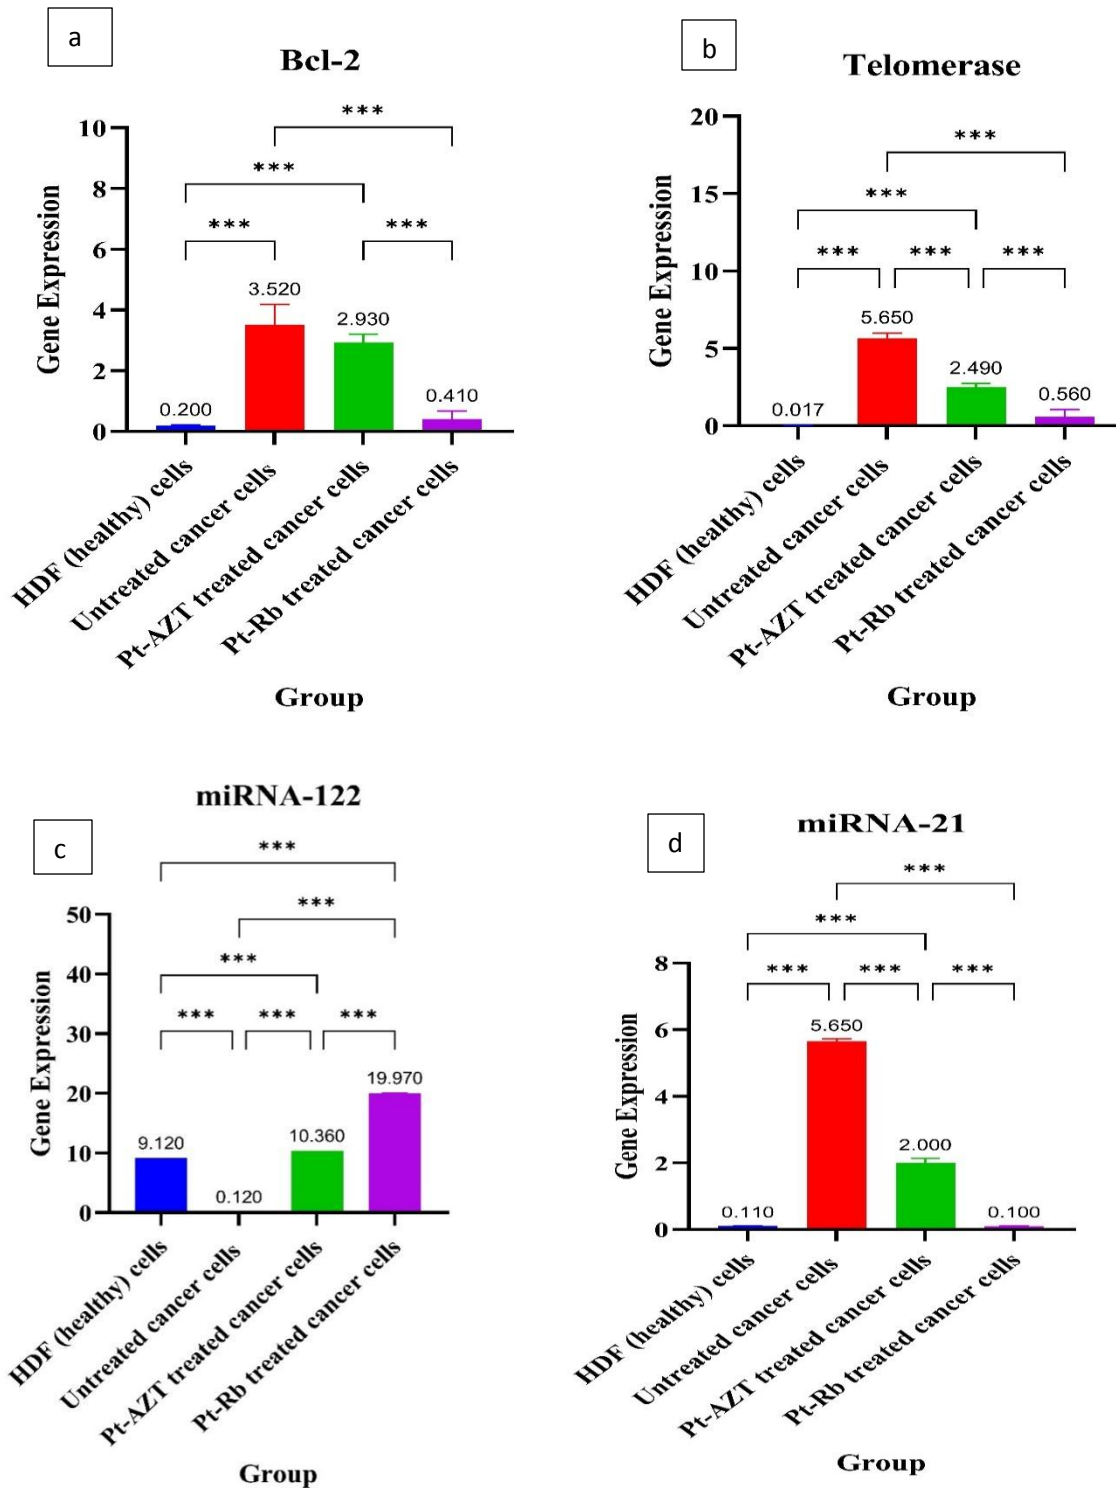 a
Bcl-2
***
***
***
***
10
8
6
4
2
0
Gene Expression
0.200
3.520
2.930
0.410
HDF (healthy) cells
Untreated cancer cells
Pt-AZT treated cancer cells
Pt-Rb treated cancer cells
Group
b
Telomerase
***
***
***
***
***
20
15
10
5
0
Gene Expression
0.017
5.650
2.490
0.560
HDF (healthy) cells
Untreated cancer cells
Pt-AZT treated cancer cells
Pt-Rb treated cancer cells
Group
c
miRNA-122
***
***
***
***
***
***
50
40
30
20
10
0
Gene Expression
9.120
0.120
10.360
19.970
HDF (healthy) cells
Untreated cancer cells
Pt-AZT treated cancer cells
Pt-Rb treated cancer cells
Group
d
miRNA-21
***
***
***
***
***
8
6
4
2
0
Gene Expression
0.110
5.650
2.000
0.100
HDF (healthy) cells
Untreated cancer cells
Pt-AZT treated cancer cells
Pt-Rb treated cancer cells
Group